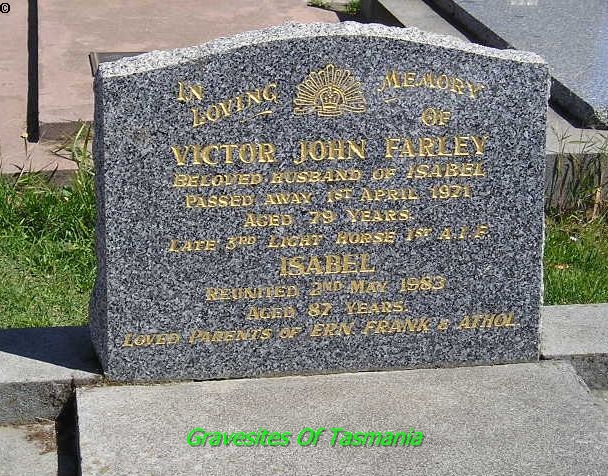 ©
IN LOVING MEMORY OF
VICTOR JOHN FARLEY
BELOVED HUSBAND OF ISABEL
PASSED AWAY 1ST APRIL 1971
AGED 79 YEARS
LATE 3RD LIGHT HORSE 1ST A.I.F.
ISABEL
REUNITED 2ND MAY 1983
AGED 87 YEARS.
LOVED PARENTS OF ERN, FRANK & ATHOL.
Gravesites Of Tasmania